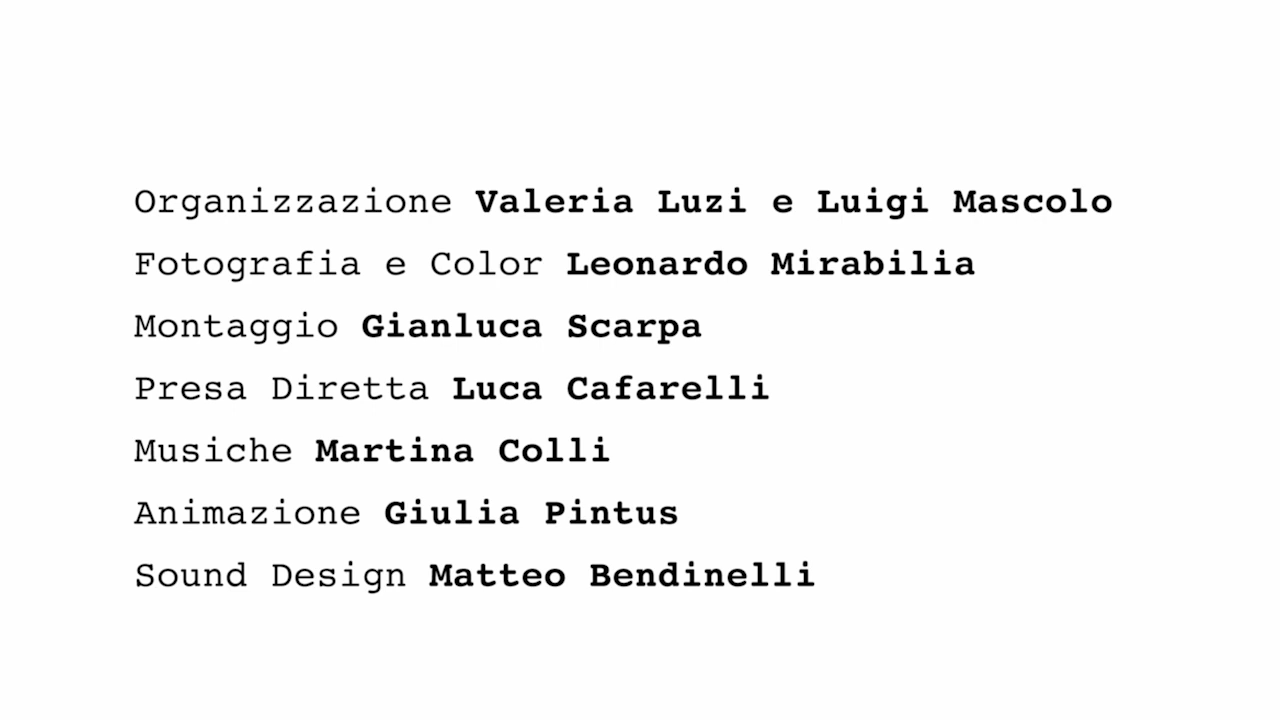 Organizzazione Valeria Luzi e Luigi Mascolo
Fotografia e Color Leonardo Mirabilia
Montaggio Gianluca Scarpa
Presa Diretta Luca Cafarelli
Musiche Martina Colli
Animazione Giulia Pintus
Sound Design Matteo Bendinelli